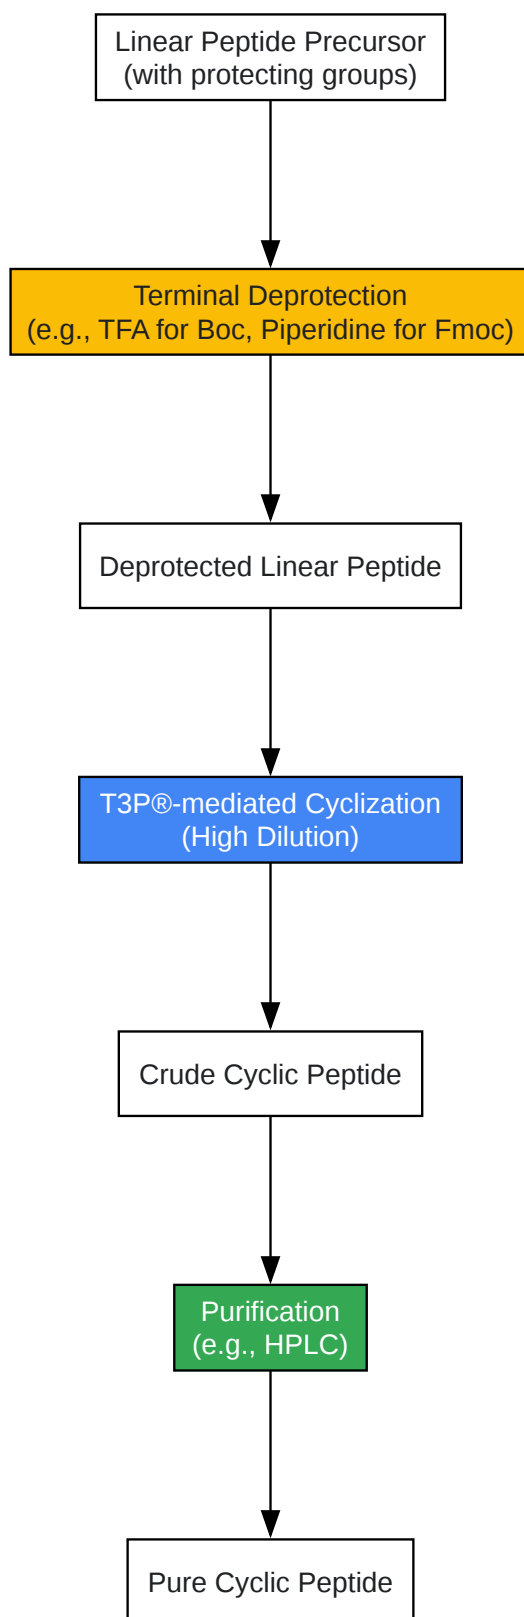 Linear Peptide Precursor
(with protecting groups)
Terminal Deprotection
(e.g., TFA for Boc, Piperidine for Fmoc)
Deprotected Linear Peptide
T3P®-mediated Cyclization
(High Dilution)
Crude Cyclic Peptide
Purification
(e.g., HPLC)
Pure Cyclic Peptide